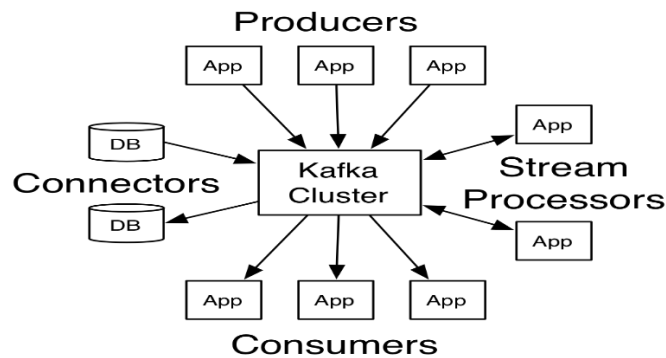 Producers
App
App
App
DB
App
Kafka
Cluster
Connectors
Stream
Processors
DB
App
App
App
App
Consumers